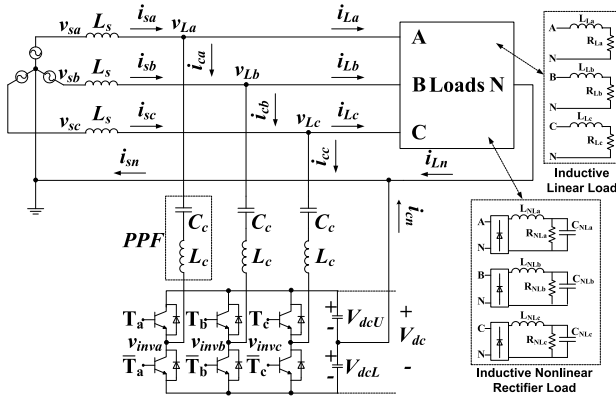 v_sa L_s i_sa v_La i_La
A
i_ca
v_sb L_s i_sb v_Lb i_Lb
B Loads N
i_cb
v_sc L_s i_sc v_Lc i_Lc
C
i_cc
i_sn i_Ln
i_cn
A L_La
R_La
N
B L_Lb
R_Lb
N
C L_Lc
R_Lc
N
Inductive
Linear Load
PPF
C_c C_c C_c
L_c L_c L_c
A L_NLa
R_NLa C_NLa
N
B L_NLb
R_NLb C_NLb
N
C L_NLc
R_NLc C_NLc
N
Inductive Nonlinear
Rectifier Load
T_a T_b T_c
+ V_dcU -
v_inva v_invb v_invc
+ V_dc -
T̅_a T̅_b T̅_c
+ V_dcL -